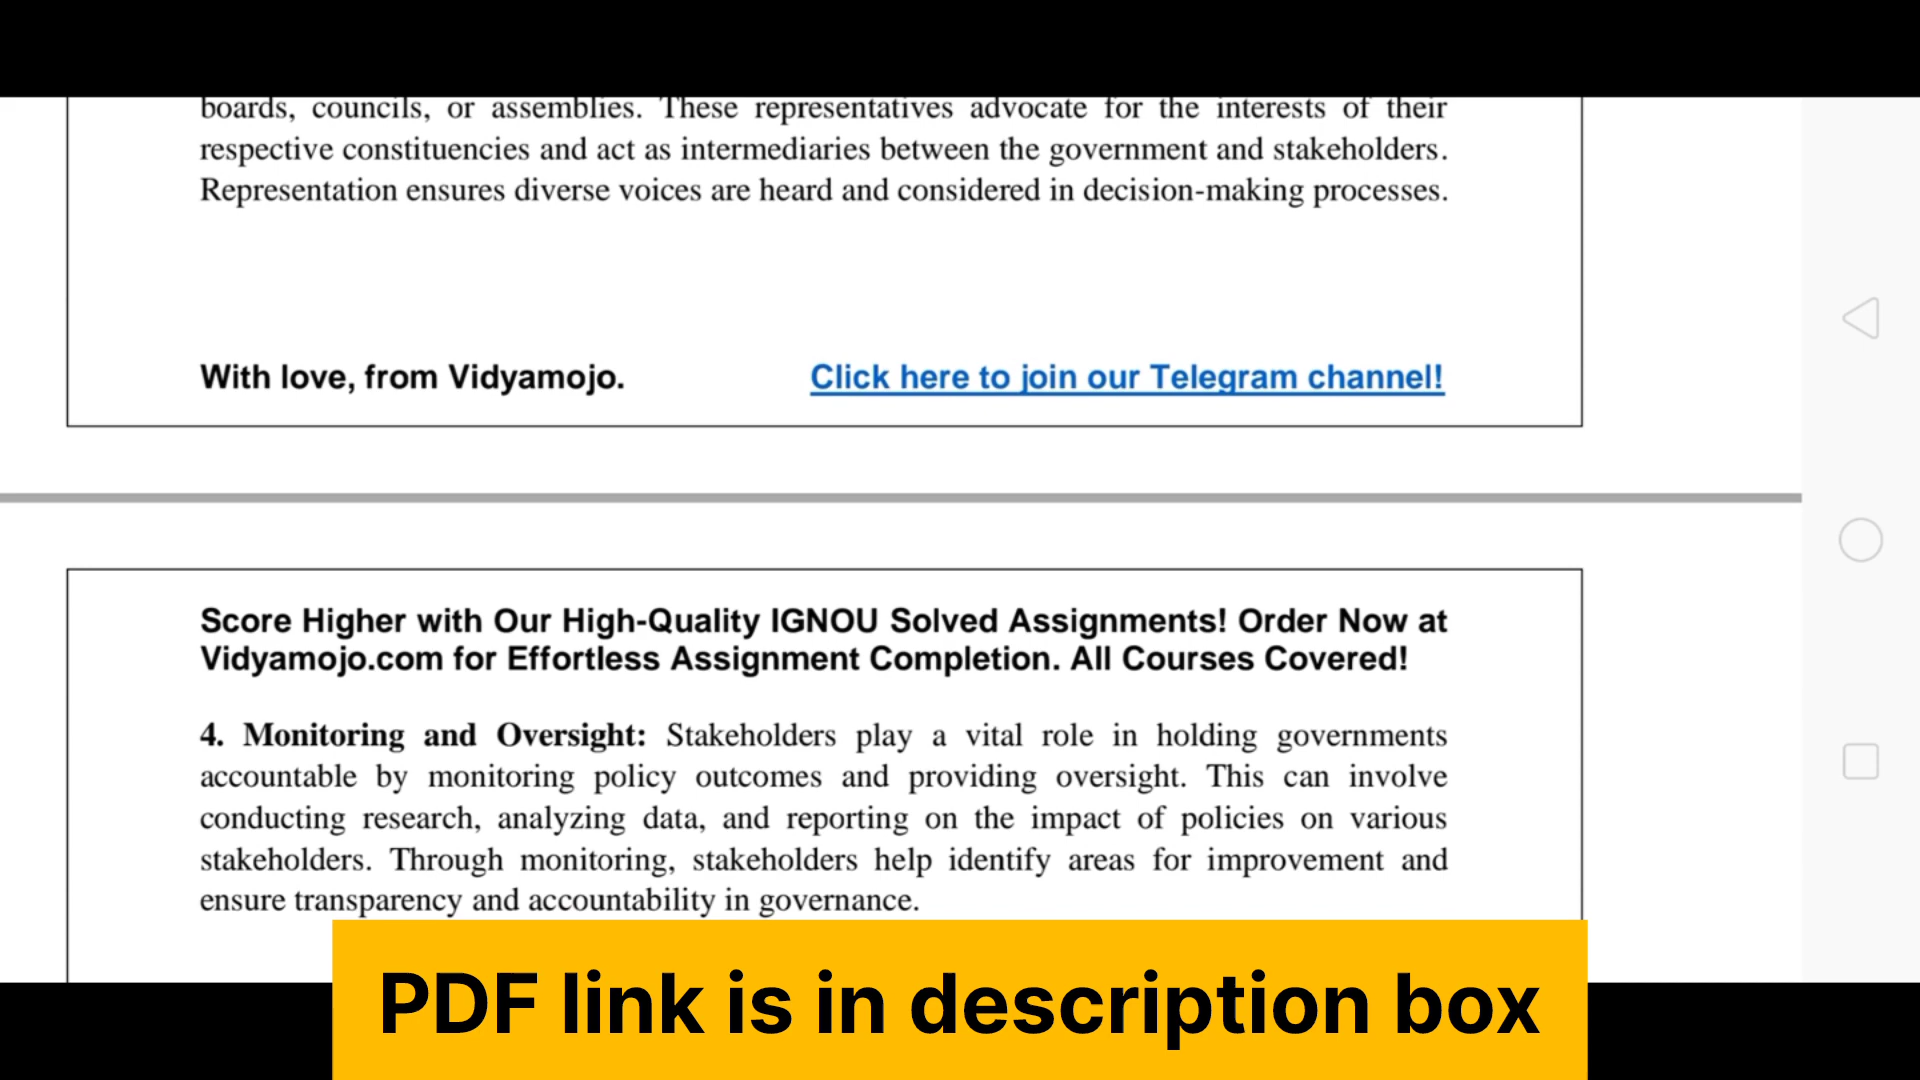 boards, councils, or assemblies. These representatives advocate for the interests of their
respective constituencies and act as intermediaries between the government and stakeholders.
Representation ensures diverse voices are heard and considered in decision-making processes.
With love, from Vidyamojo.
Click here to join our Telegram channel!
Score Higher with Our High-Quality IGNOU Solved Assignments! Order Now at
Vidyamojo.com for Effortless Assignment Completion. All Courses Covered!
4. Monitoring and Oversight: Stakeholders play a vital role in holding governments
accountable by monitoring policy outcomes and providing oversight. This can involve
conducting research, analyzing data, and reporting on the impact of policies on various
stakeholders. Through monitoring, stakeholders help identify areas for improvement and
ensure transparency and accountability in governance.
PDF link is in description box